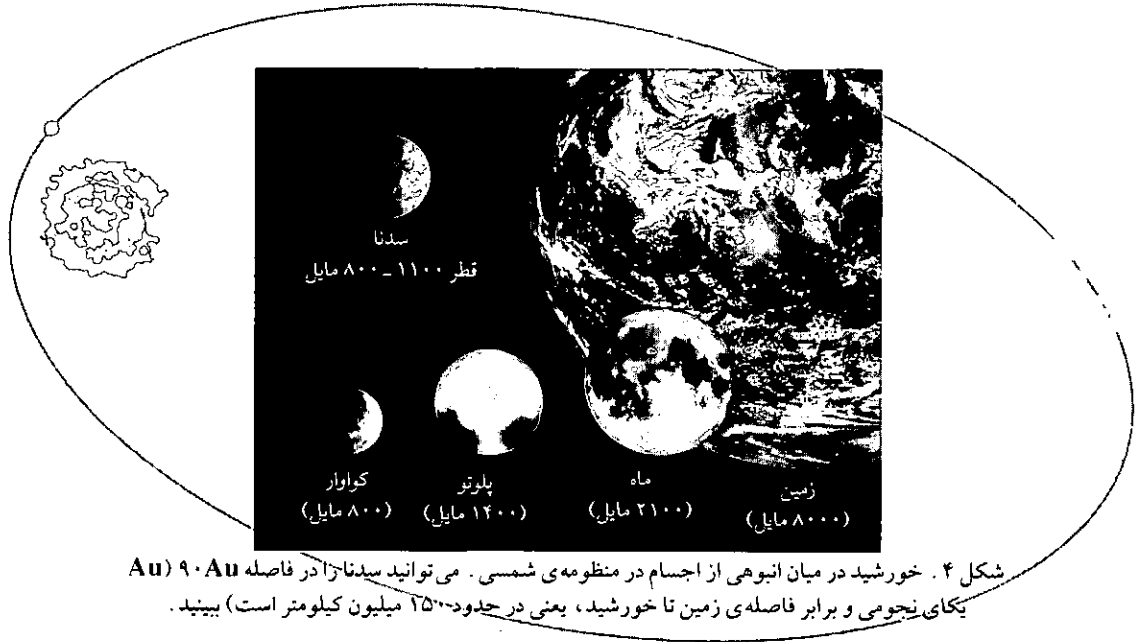 سدنا
قطر ۱۱۰۰ - ۸۰۰ مایل
کواوار
(۸۰۰ مایل)
پلوتو
(۱۴۰۰ مایل)
ماه
(۲۱۰۰ مایل)
زمین
(۸۰۰۰ مایل)
شکل ۴. خورشید در میان انبوهی از اجسام در منظومه‌ی شمسی. می‌توانید سدنا را در فاصله ۹۰Au (Au
یکای نجومی و برابر فاصله‌ی زمین تا خورشید، یعنی در حدود ۱۵۰ میلیون کیلومتر است) ببینید.